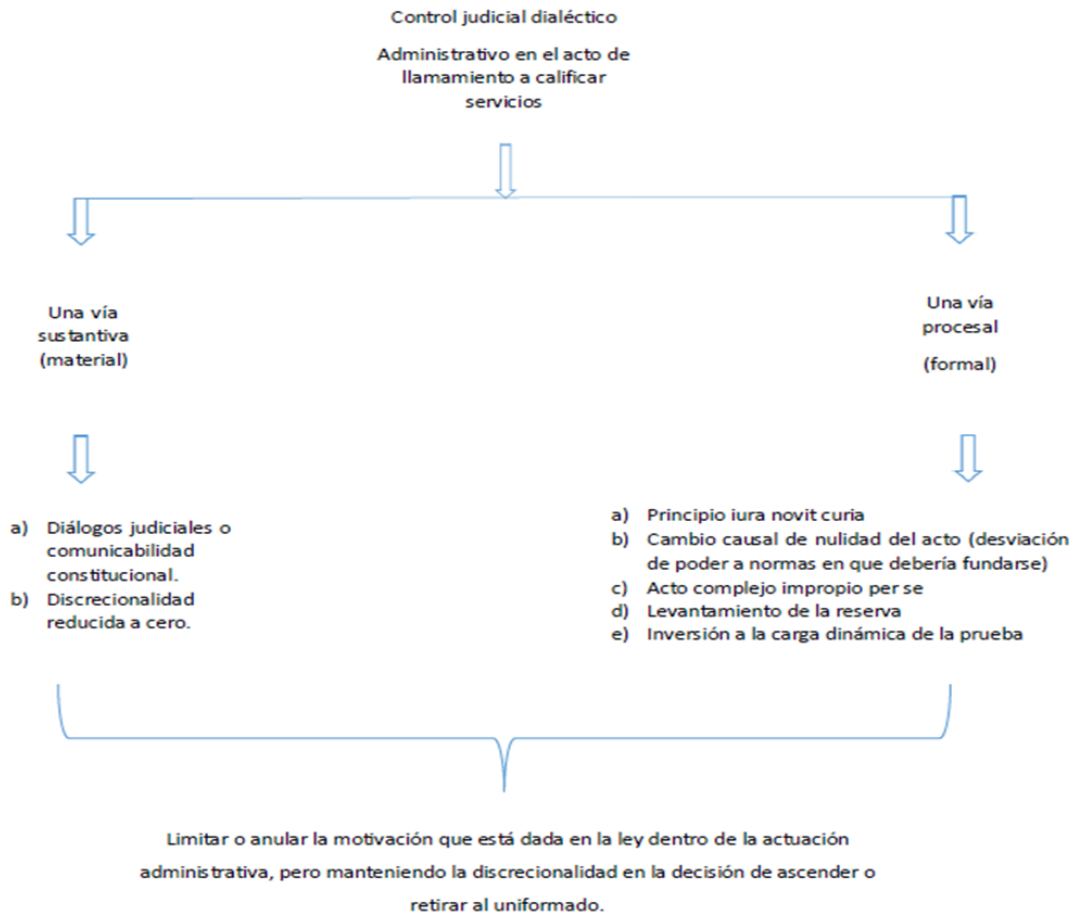 Control judicial dialéctico
Administrativo en el acto de
llamamiento a calificar
servicios
Una vía
sustantiva
(material)
Una vía
procesal
(formal)
a) Diálogos judiciales o
comunicabilidad
constitucional.
b) Discrecionalidad
reducida a cero.
a) Principio iura novit curia
b) Cambio causal de nulidad del acto (desviación
de poder a normas en que debería fundarse)
c) Acto complejo impropio per se
d) Levantamiento de la reserva
e) Inversión a la carga dinámica de la prueba
Limitar o anular la motivación que está dada en la ley dentro de la actuación
administrativa, pero manteniendo la discrecionalidad en la decisión de ascender o
retirar al uniformado.